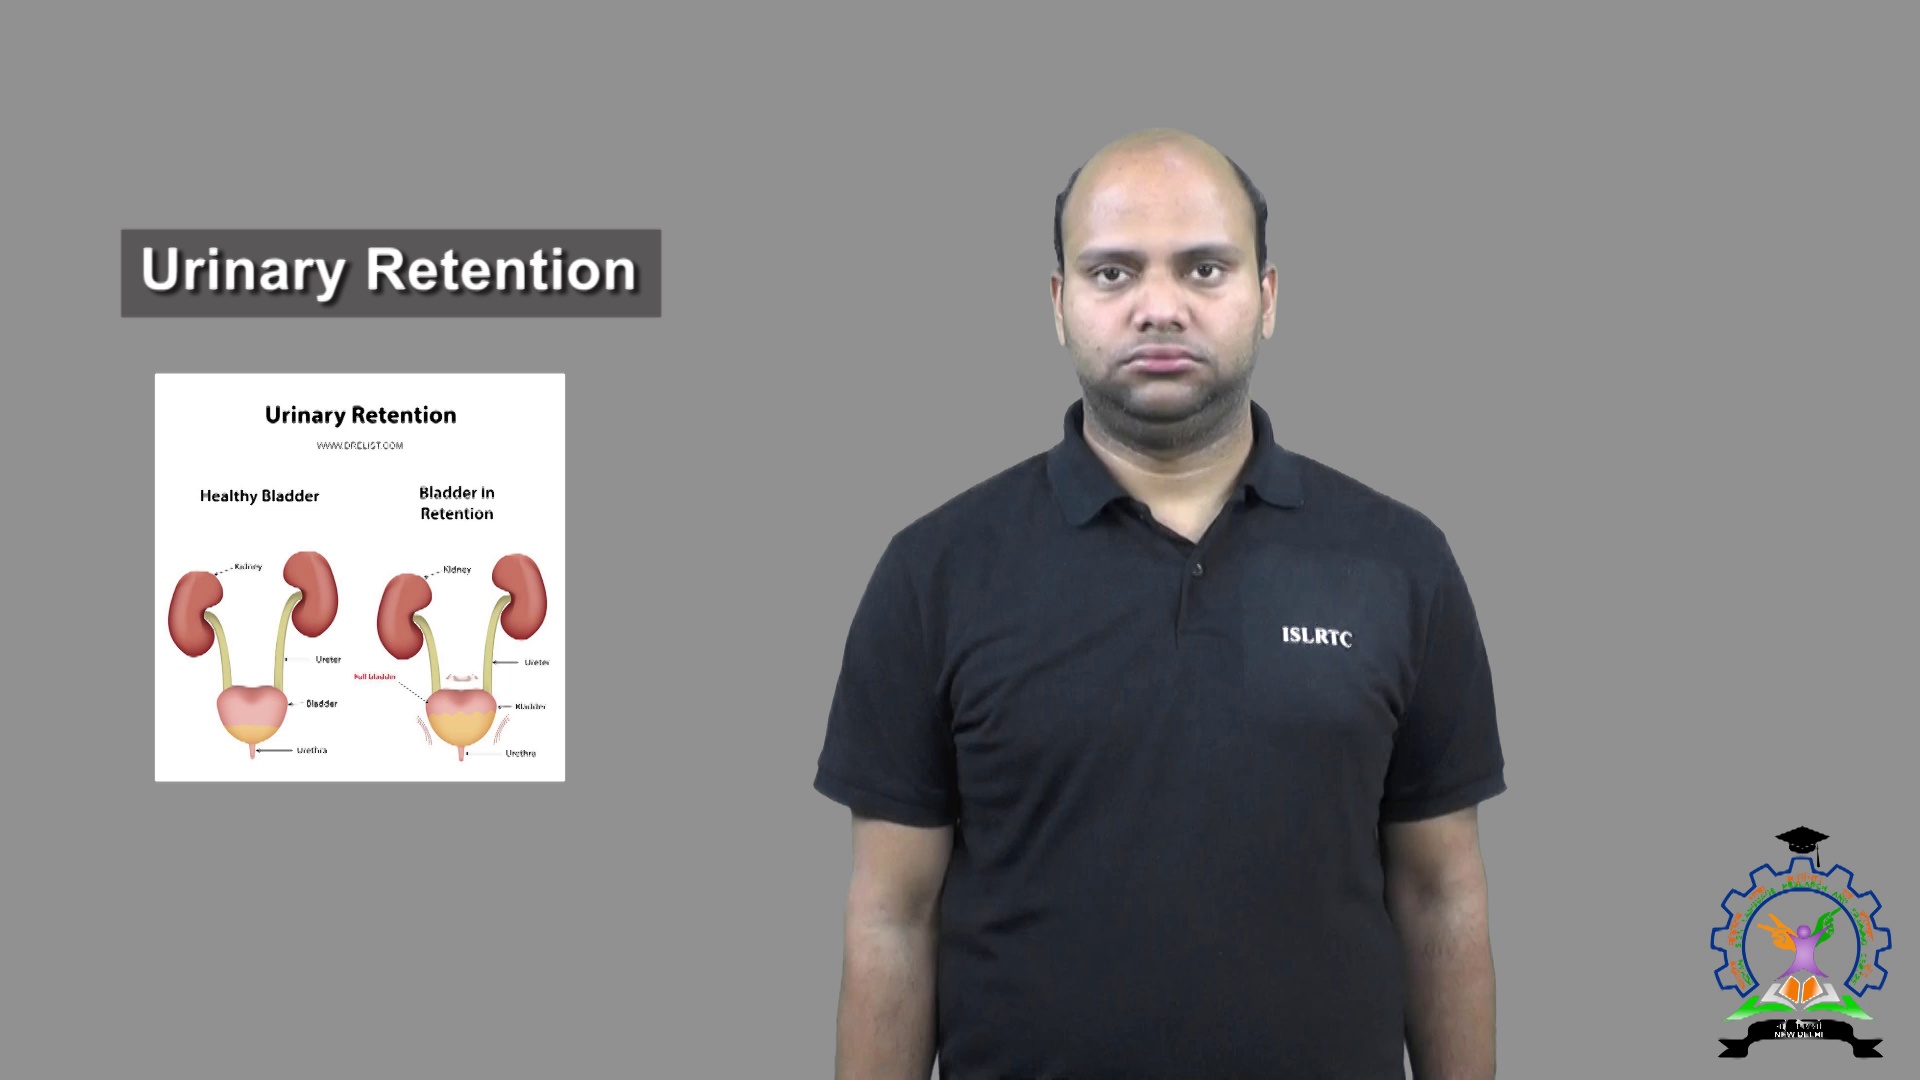 Urinary Retention
Urinary Retention
WWW.DRELIST.COM
Healthy Bladder
Bladder In
Retention
Kidney
Kidney
Ureter
Ureter
Full bladder
Bladder
Bladder
Urethra
Urethra
ISLRTC
NEW DELHI